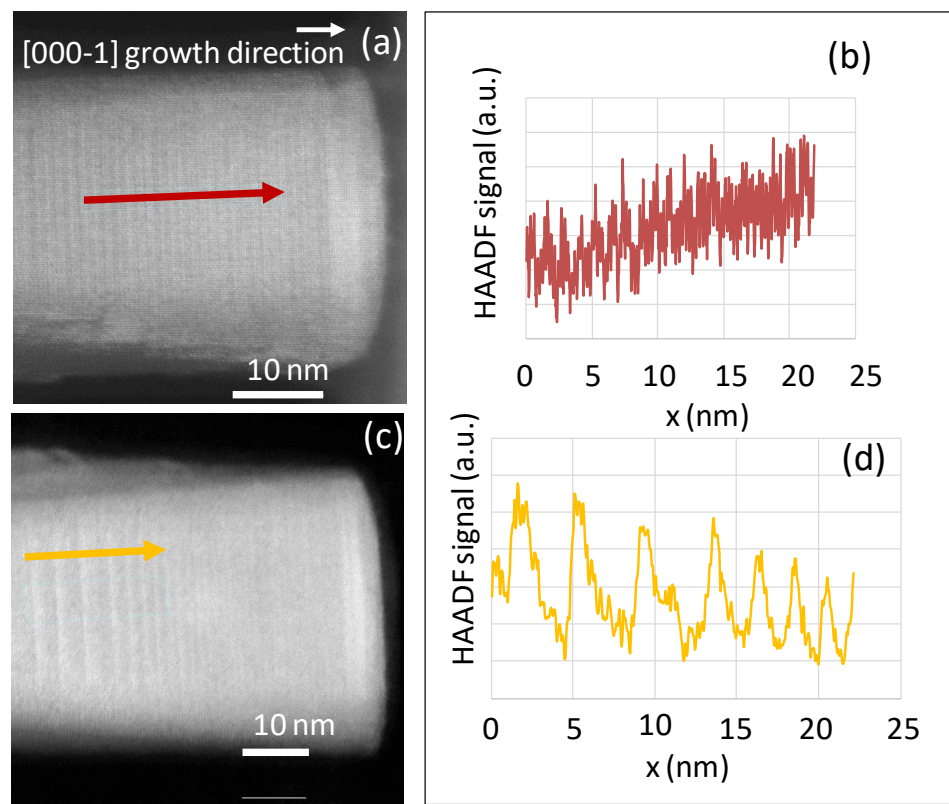 (a)
[000-1] growth direction
10 nm
(b)
HAADF signal (a.u.)
0 5 10 15 20 25
x (nm)
(c)
10 nm
(d)
HAADF signal (a.u.)
0 5 10 15 20 25
x (nm)